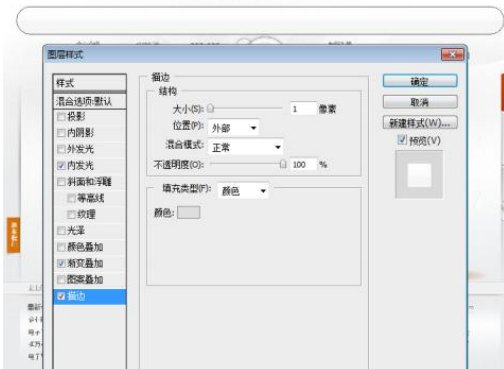 图层样式
样式
混合选项:默认
投影
内阴影
外发光
内发光
斜面和浮雕
等高线
纹理
光泽
颜色叠加
渐变叠加
图案叠加
描边
描边
结构
大小(S): 1 像素
位置(P): 外部
混合模式: 正常
不透明度(O): 100 %
填充类型(F): 颜色
颜色:
确定
取消
新建样式(W)...
预览(V)